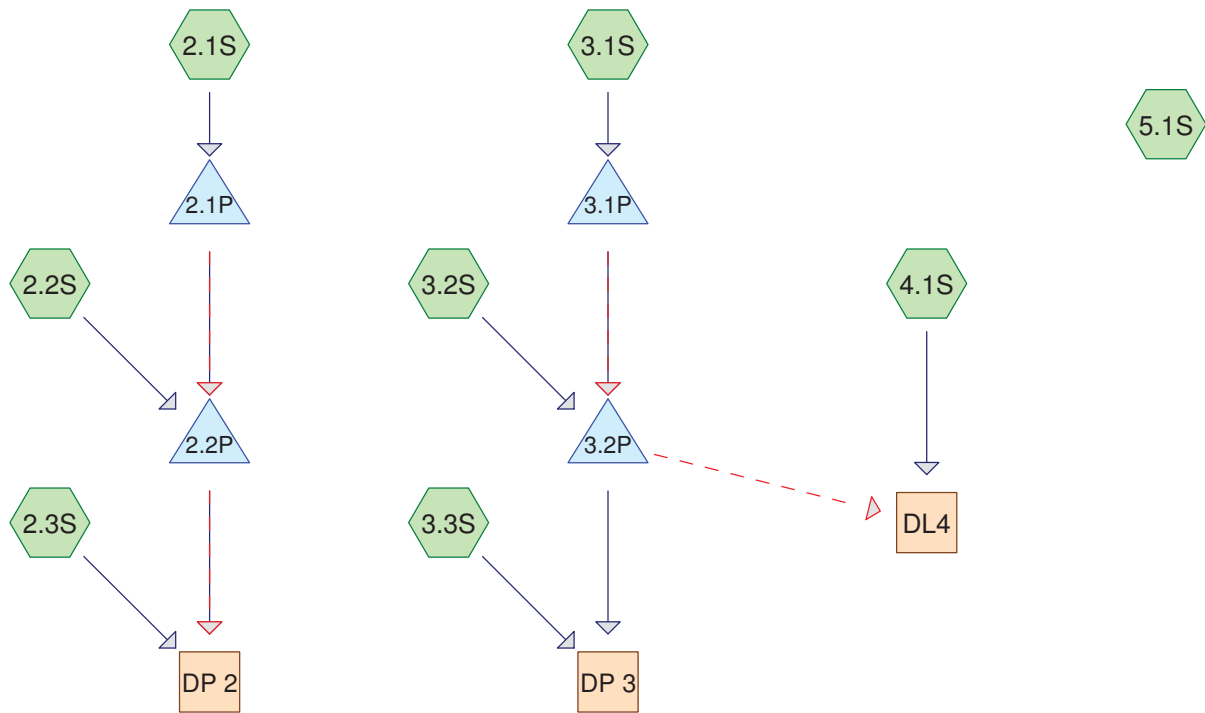 2.1S
3.1S
5.1S
2.1P
3.1P
2.2S
3.2S
4.1S
2.2P
3.2P
2.3S
3.3S
DL4
DP 2
DP 3